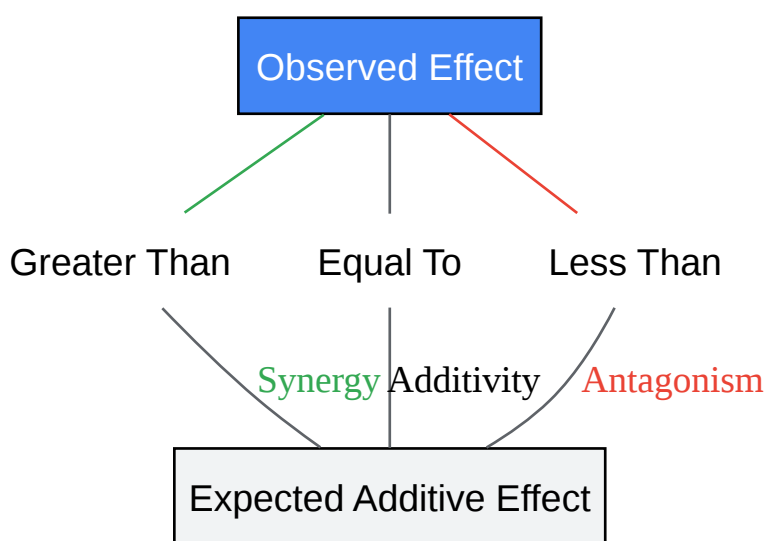 Observed Effect
Greater Than
Equal To
Less Than
Synergy
Additivity
Antagonism
Expected Additive Effect